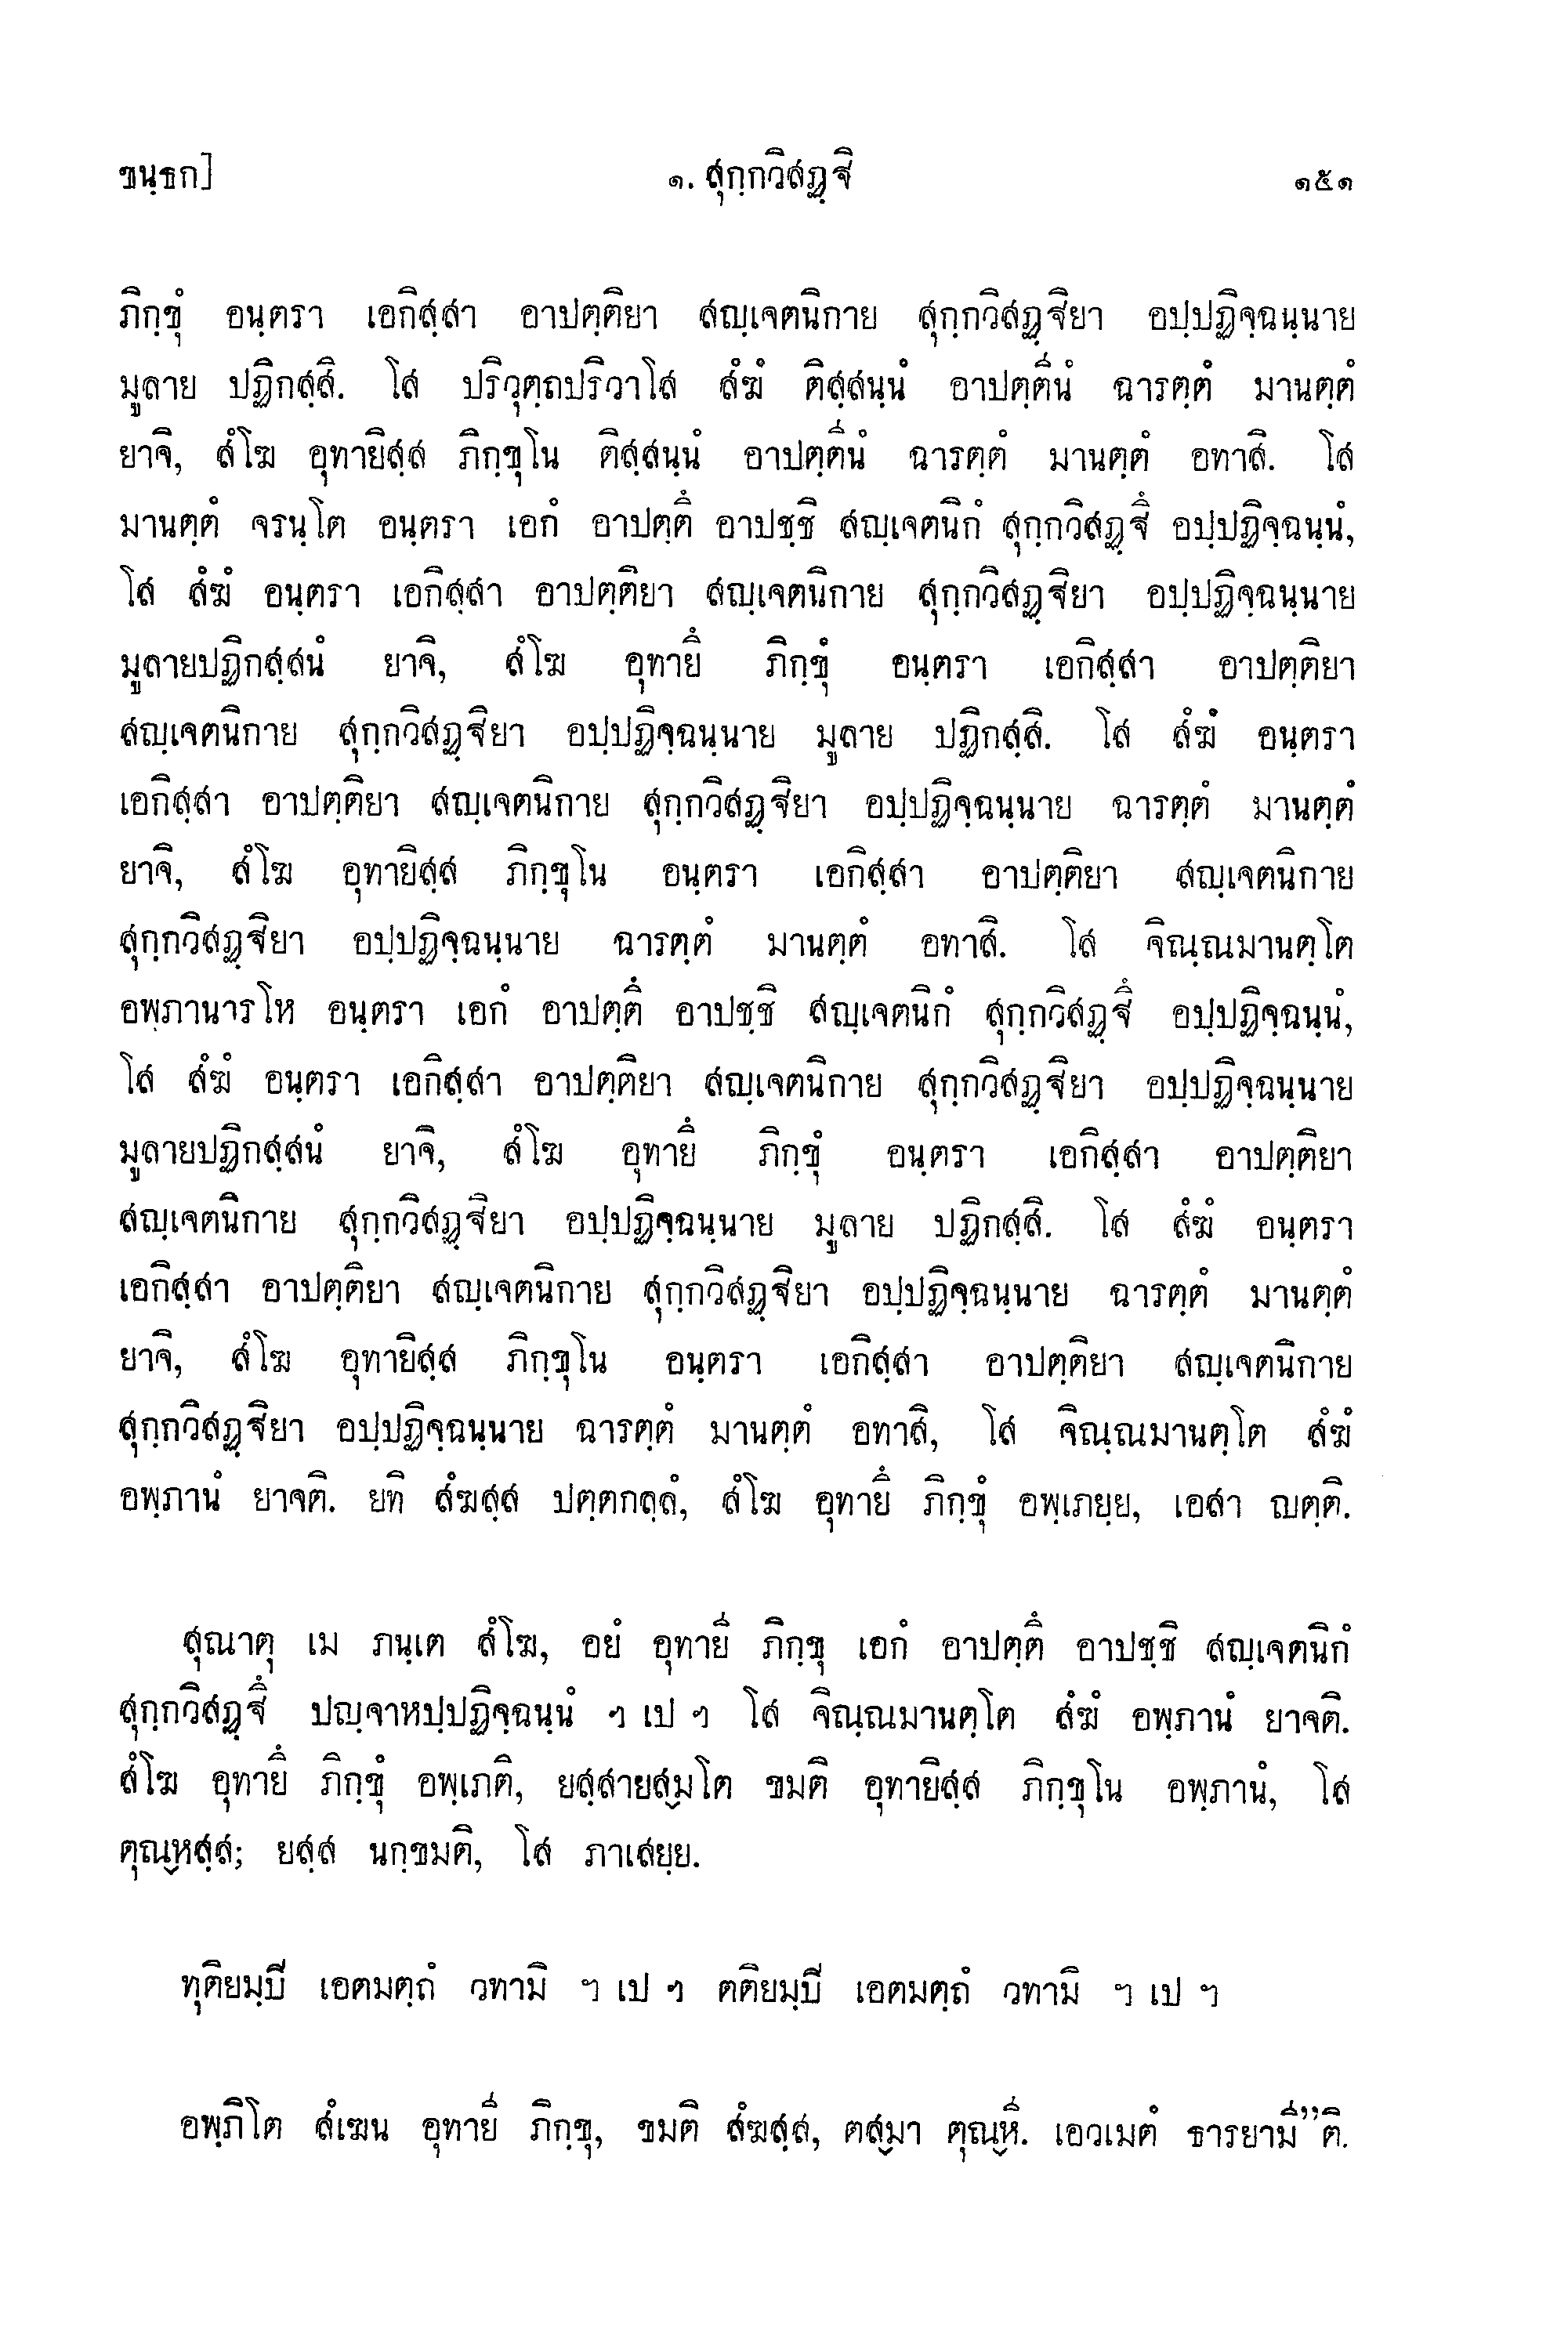 ขนฺธก] ๑. สุกฺกวิสฏฺฐิ ๑๕๑
ภิกฺขุํ อนฺตรา เอกิสฺสา อาปตฺติยา สญฺเจตนิกาย สุกฺกวิสฏฺฐิยา อปฺปฏิจฺฉนฺนาย
มูลาย ปฏิกสฺสิ. โส ปริวุตฺถปริวาโส สํฆํ ติสฺสนฺนํ อาปตฺตีนํ ฉารตฺตํ มานตฺตํ
ยาจิ, สํโฆ อุทายิสฺส ภิกฺขุโน ติสฺสนฺนํ อาปตฺตีนํ ฉารตฺตํ มานตฺตํ อทาสิ. โส
มานตฺตํ จรนฺโต อนฺตรา เอกํ อาปตฺตึ อาปชฺชิ สญฺเจตนิกํ สุกฺกวิสฏฺฐึ อปฺปฏิจฺฉนฺนํ,
โส สํฆํ อนฺตรา เอกิสฺสา อาปตฺติยา สญฺเจตนิกาย สุกฺกวิสฏฺฐิยา อปฺปฏิจฺฉนฺนาย
มูลายปฏิกสฺสนํ ยาจิ, สํโฆ อุทายึ ภิกฺขุํ อนฺตรา เอกิสฺสา อาปตฺติยา
สญฺเจตนิกาย สุกฺกวิสฏฺฐิยา อปฺปฏิจฺฉนฺนาย มูลาย ปฏิกสฺสิ. โส สํฆํ อนฺตรา
เอกิสฺสา อาปตฺติยา สญฺเจตนิกาย สุกฺกวิสฏฺฐิยา อปฺปฏิจฺฉนฺนาย ฉารตฺตํ มานตฺตํ
ยาจิ, สํโฆ อุทายิสฺส ภิกฺขุโน อนฺตรา เอกิสฺสา อาปตฺติยา สญฺเจตนิกาย
สุกฺกวิสฏฺฐิยา อปฺปฏิจฺฉนฺนาย ฉารตฺตํ มานตฺตํ อทาสิ. โส จิณฺณมานตฺโต
อพฺภานารโห อนฺตรา เอกํ อาปตฺตึ อาปชฺชิ สญฺเจตนิกํ สุกฺกวิสฏฺฐึ อปฺปฏิจฺฉนฺนํ,
โส สํฆํ อนฺตรา เอกิสฺสา อาปตฺติยา สญฺเจตนิกาย สุกฺกวิสฏฺฐิยา อปฺปฏิจฺฉนฺนาย
มูลายปฏิกสฺสนํ ยาจิ, สํโฆ อุทายึ ภิกฺขุํ อนฺตรา เอกิสฺสา อาปตฺติยา
สญฺเจตนิกาย สุกฺกวิสฏฺฐิยา อปฺปฏิจฺฉนฺนาย มูลาย ปฏิกสฺสิ. โส สํฆํ อนฺตรา
เอกิสฺสา อาปตฺติยา สญฺเจตนิกาย สุกฺกวิสฏฺฐิยา อปฺปฏิจฺฉนฺนาย ฉารตฺตํ มานตฺตํ
ยาจิ, สํโฆ อุทายิสฺส ภิกฺขุโน อนฺตรา เอกิสฺสา อาปตฺติยา สญฺเจตนิกาย
สุกฺกวิสฏฺฐิยา อปฺปฏิจฺฉนฺนาย ฉารตฺตํ มานตฺตํ อทาสิ, โส จิณฺณมานตฺโต สํฆํ
อพฺภานํ ยาจติ. ยทิ สํฆสฺส ปตฺตกลฺลํ, สํโฆ อุทายึ ภิกฺขุํ อพฺเภยฺย, เอสา ญตฺติ.
สุณาตุ เม ภนฺเต สํโฆ, อยํ อุทายี ภิกฺขุ เอกํ อาปตฺตึ อาปชฺชิ สญฺเจตนิกํ
สุกฺกวิสฏฺฐึ ปญฺจาหปฺปฏิจฺฉนฺนํ ฯ เป ฯ โส จิณฺณมานตฺโต สํฆํ อพฺภานํ ยาจติ.
สํโฆ อุทายึ ภิกฺขุํ อพฺเภติ, ยสฺสายสฺมโต ขมติ อุทายิสฺส ภิกฺขุโน อพฺภานํ, โส
ตุณฺหสฺส; ยสฺส นกฺขมติ, โส ภาเสยฺย.
ทุติยมฺปี เอตมตฺถํ วทามิ ฯ เป ฯ ตติยมฺปี เอตมตฺถํ วทามิ ฯ เป ฯ
อพฺภิโต สํเฆน อุทายี ภิกฺขุ, ขมติ สํฆสฺส, ตสฺมา ตุณฺหี. เอวเมตํ ธารยามี”ติ.